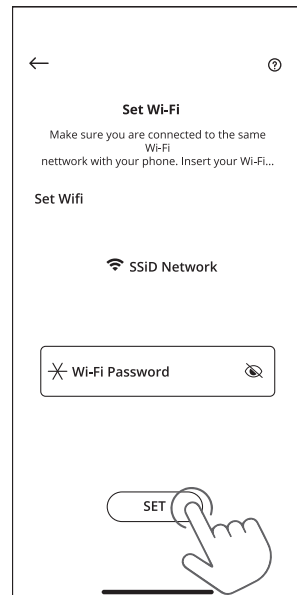 Set Wi-Fi
Make sure you are connected to the same
Wi-Fi
nettwork with your phone. Insert your Wi-Fi...
Set Wifi
SSiD Network
Wi-Fi Password
SET